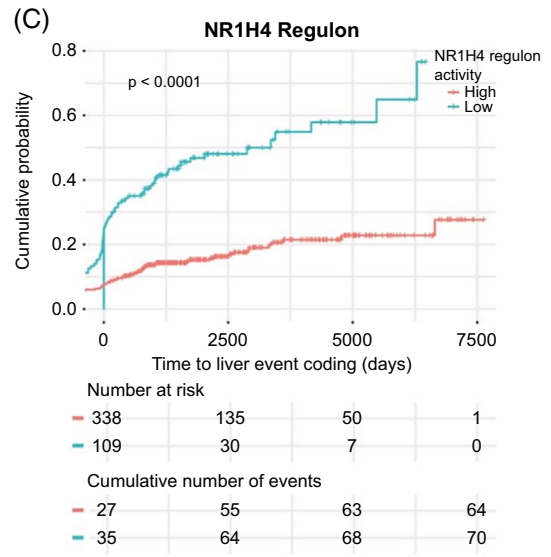 (C)
NR1H4 Regulon
0.8
NR1H4 regulon
activity
High
Low
p < 0.0001
0.6
0.4
0.2
0.0
Cumulative probability
0 2500 5000 7500
Time to liver event coding (days)
Number at risk
338 135 50 1
109 30 7 0
Cumulative number of events
27 55 63 64
35 64 68 70